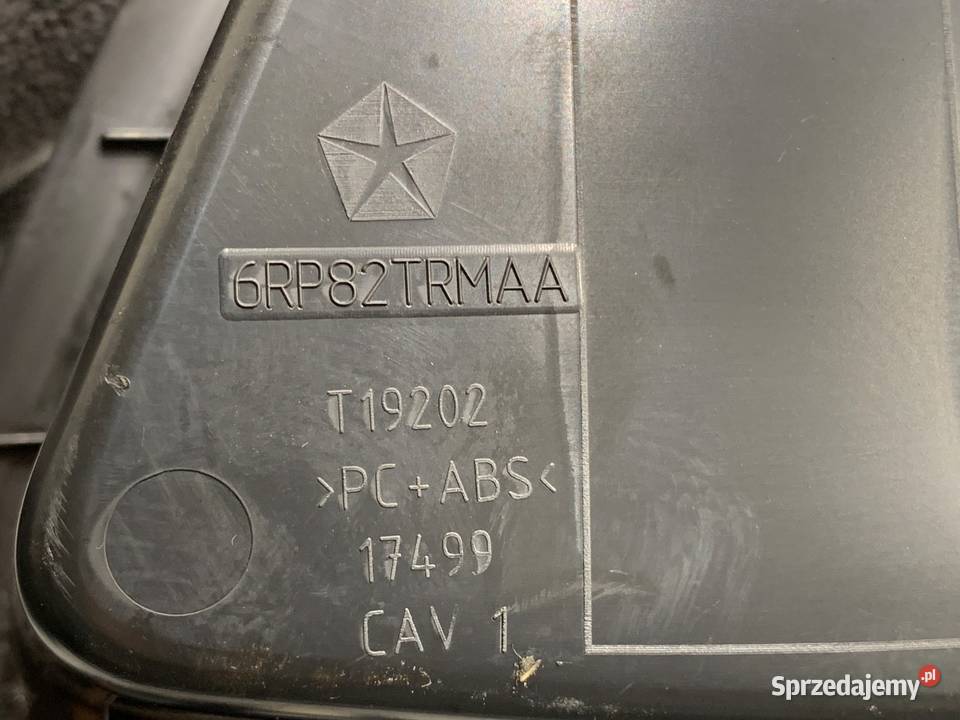 6RP82TRMAA
T19202
>PC+ABS<
17499
CAV 1
Sprzedajemy.pl